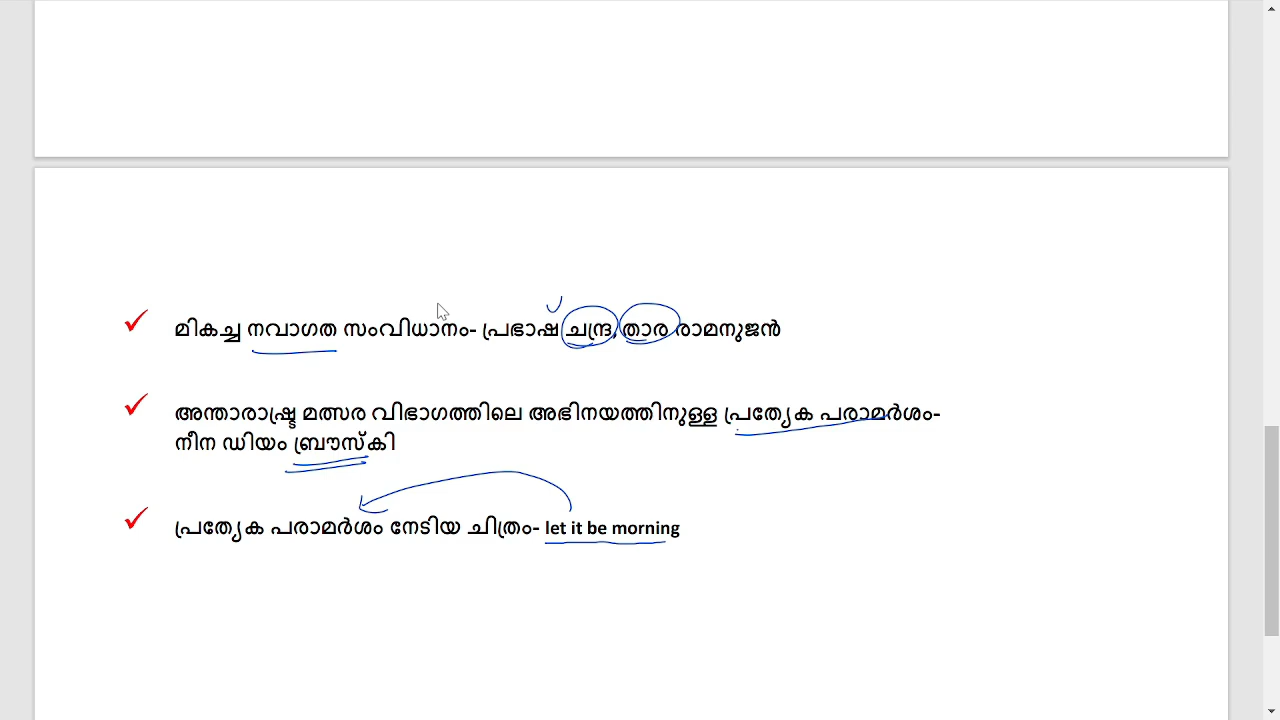 മികച്ച നവാഗത സംവിധാനം- പ്രഭാഷ ചന്ദ്ര, താര രാമനുജൻ
അന്താരാഷ്ട്ര മത്സര വിഭാഗത്തിലെ അഭിനയത്തിനുള്ള പ്രത്യേക പരാമർശം-
നീന ഡിയം ബ്രൗസ്കി
പ്രത്യേക പരാമർശം നേടിയ ചിത്രം- let it be morning